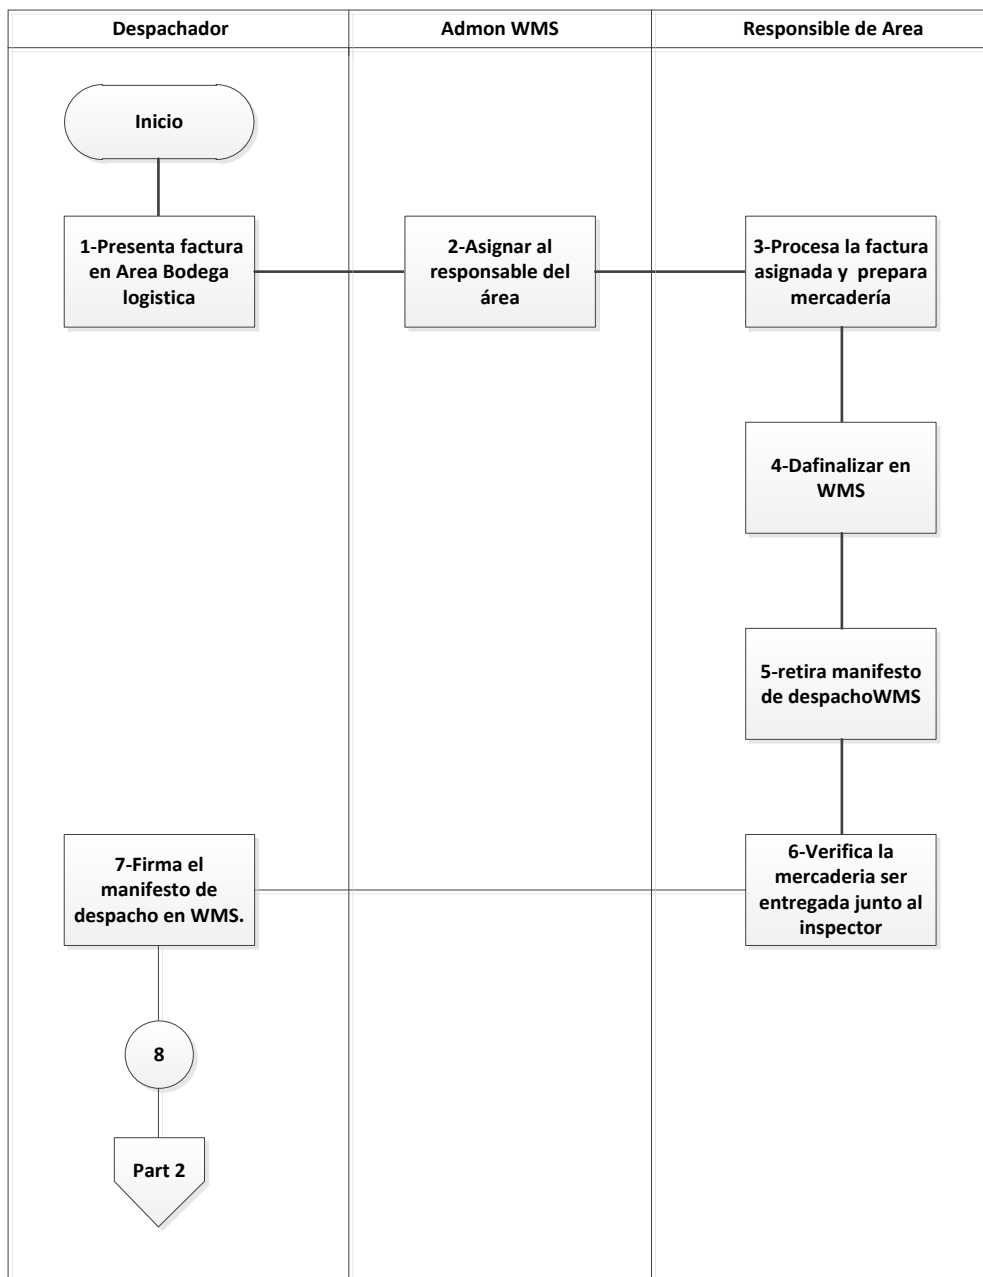 Despachador
Admon WMS
Responsible de Area
Inicio
1-Presenta factura
en Area Bodega
logistica
2-Asignar al
responsable del
área
3-Procesa la factura
asignada y prepara
mercadería
4-Dafinalizar en
WMS
5-retira manifesto
de despachoWMS
6-Verifica la
mercaderia ser
entregada junto al
inspector
7-Firma el
manifesto de
despacho en WMS.
8
Part 2